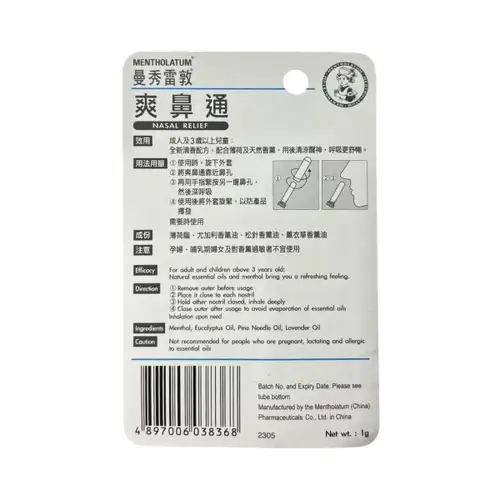 MENTHOLATUM®
曼秀雷敦®
爽鼻通
NASAL RELIEF
效用
成人及3歲以上兒童:
全新清香配方、配合薄荷及天然香薰,用後清涼醒神,呼吸更舒暢。
用法用量
①使用時,旋下外套
②將爽鼻通靠近鼻孔
③再用手指緊按另一邊鼻孔,
然後深呼吸
④使用後將外套旋緊,以防產品
揮發
需要時使用
成份
薄荷腦、尤加利香薰油、松針香薰油、薰衣草香薰油
注意
孕婦、哺乳期婦女及對香薰過敏者不宜使用
Efficacy
For adult and children above 3 years old:
Natural essential oils and menthol bring you a refreshing feeling.
Direction
① Remove outer before usage
② Place it close to each nostril
③ Hold other nostril closed, inhale deeply
④ Close outer after usage to avoid evaporation of essential oils
Inhalation upon need
Ingredients
Menthol, Eucalyptus Oil, Pine Needle Oil, Lavender Oil
Caution
Not recommended for people who are pregnant, lactating and allergic
to essential oils
Batch No. and Expiry Date: Please see
tube bottom
Manufactured by the Mentholatum (China)
Pharmaceuticals Co., Ltd. in China
4 897006 038368
2305
Net wt.: 1g